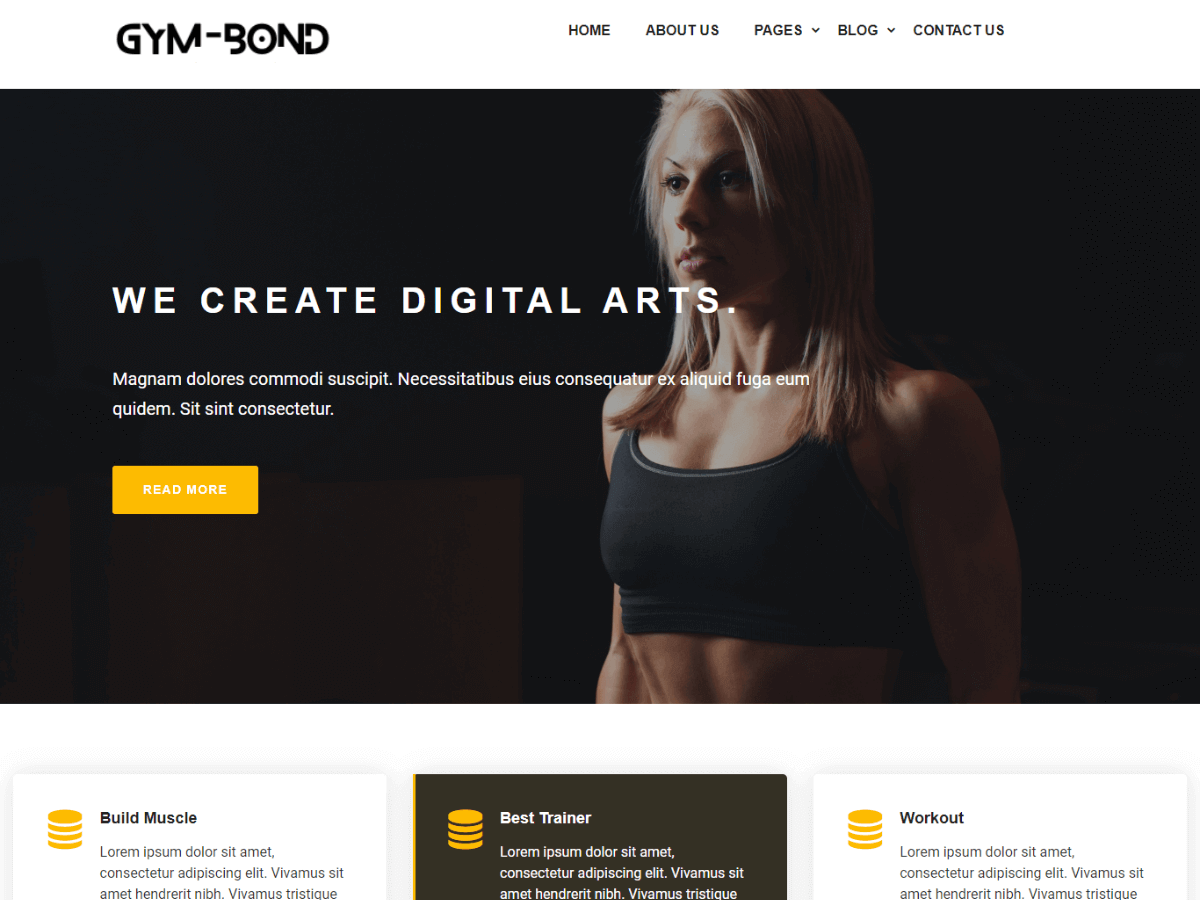 GYM-BOND
HOME ABOUT US PAGES BLOG CONTACT US
WE CREATE DIGITAL ARTS.
Magnam dolores commodi suscipit. Necessitatibus eius consequatur ex aliquid fuga eum
quidem. Sit sint consectetur.
READ MORE
Build Muscle
Lorem ipsum dolor sit amet,
consectetur adipiscing elit. Vivamus sit
amet hendrerit nibh. Vivamus tristique
Best Trainer
Lorem ipsum dolor sit amet,
consectetur adipiscing elit. Vivamus sit
amet hendrerit nibh. Vivamus tristique
Workout
Lorem ipsum dolor sit amet,
consectetur adipiscing elit. Vivamus sit
amet hendrerit nibh. Vivamus tristique